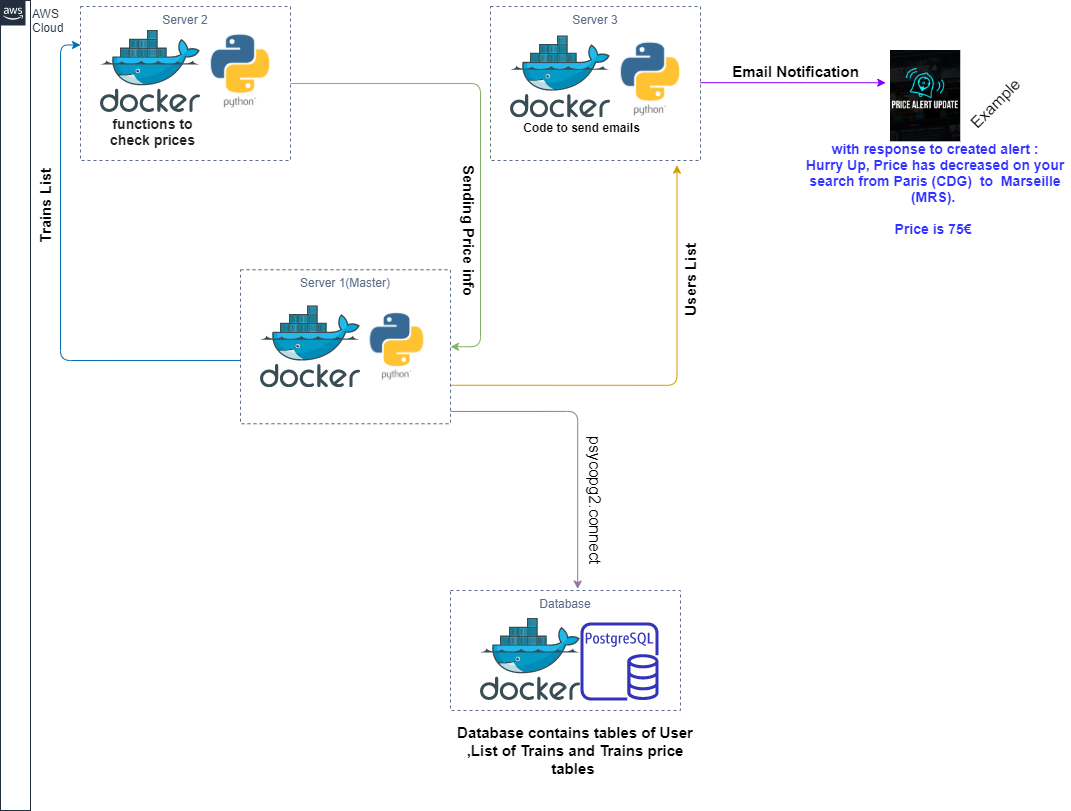 aws
AWS
Cloud
Server 2
docker
python
functions to
check prices
Server 3
docker
python
Code to send emails
Email Notification
PRICE ALERT UPDATE
Example
with response to created alert :
Hurry Up, Price has decreased on your
search from Paris (CDG) to Marseille
(MRS).
Price is 75€
Trains List
Sending Price info
Users List
Server 1(Master)
docker
python
psycopg2.connect
Database
docker
PostgreSQL
Database contains tables of User
,List of Trains and Trains price
tables